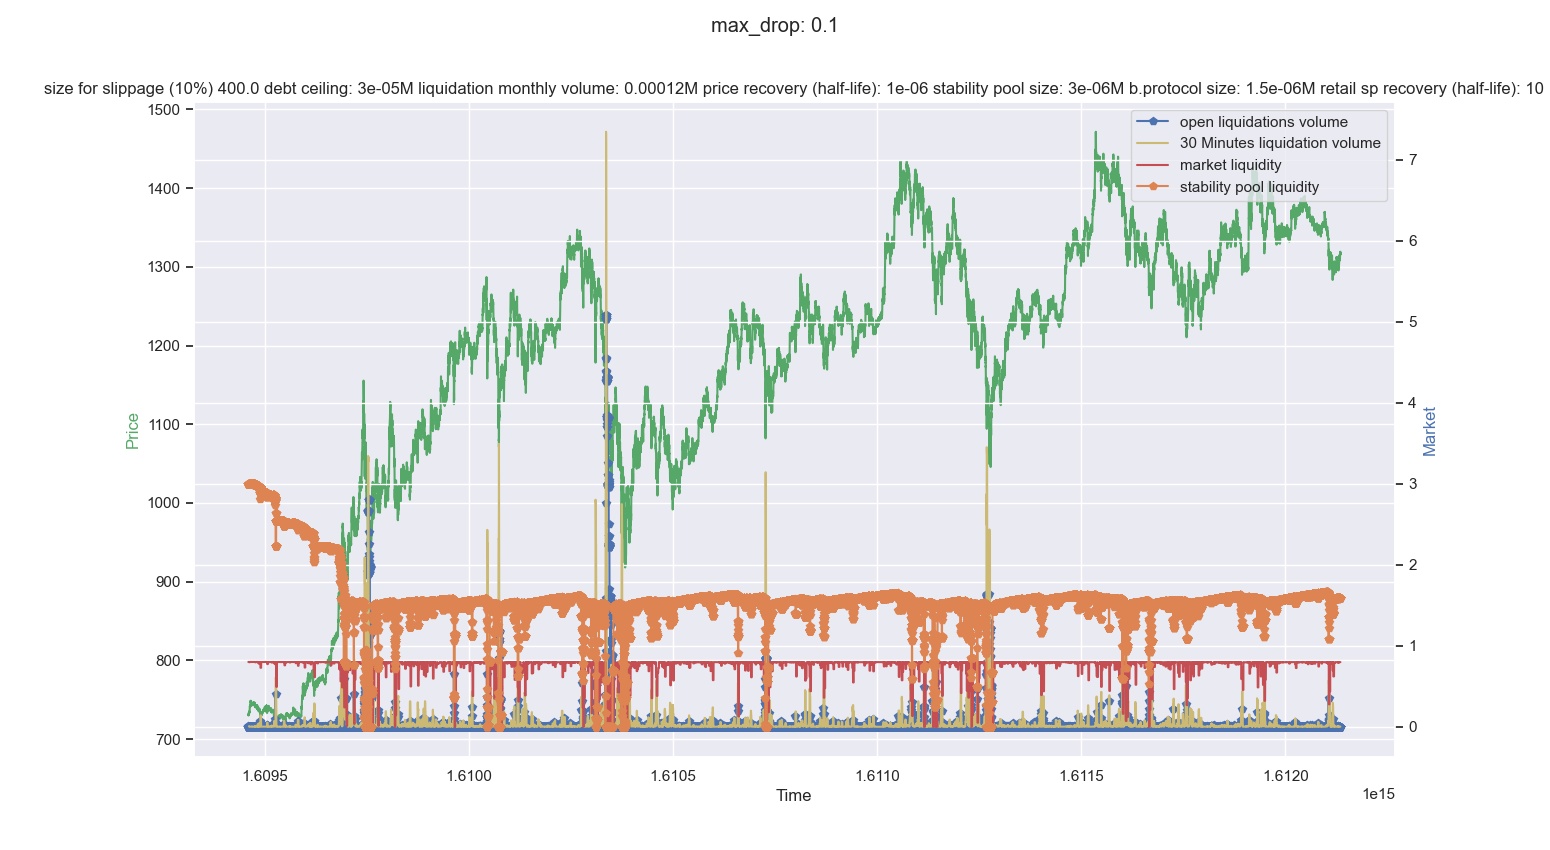 max_drop: 0.1
size for slippage (10%) 400.0 debt ceiling: 3e-05M liquidation monthly volume: 0.00012M price recovery (half-life): 1e-06 stability pool size: 3e-06M b.protocol size: 1.5e-06M retail sp recovery (half-life): 10
open liquidations volume
30 Minutes liquidation volume
market liquidity
stability pool liquidity
1500
1400
1300
1200
1100
1000
900
800
700
Price
7
6
5
4
3
2
1
0
Market
1.6095
1.6100
1.6105
1.6110
1.6115
1.6120
1e15
Time